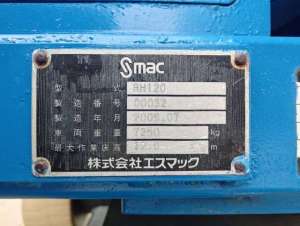 Smac
型式 AH120
製造番号 00032
製造年月 2005.07
車両重量 7250 kg
最大作業床高 12.0 m
株式会社エスマック